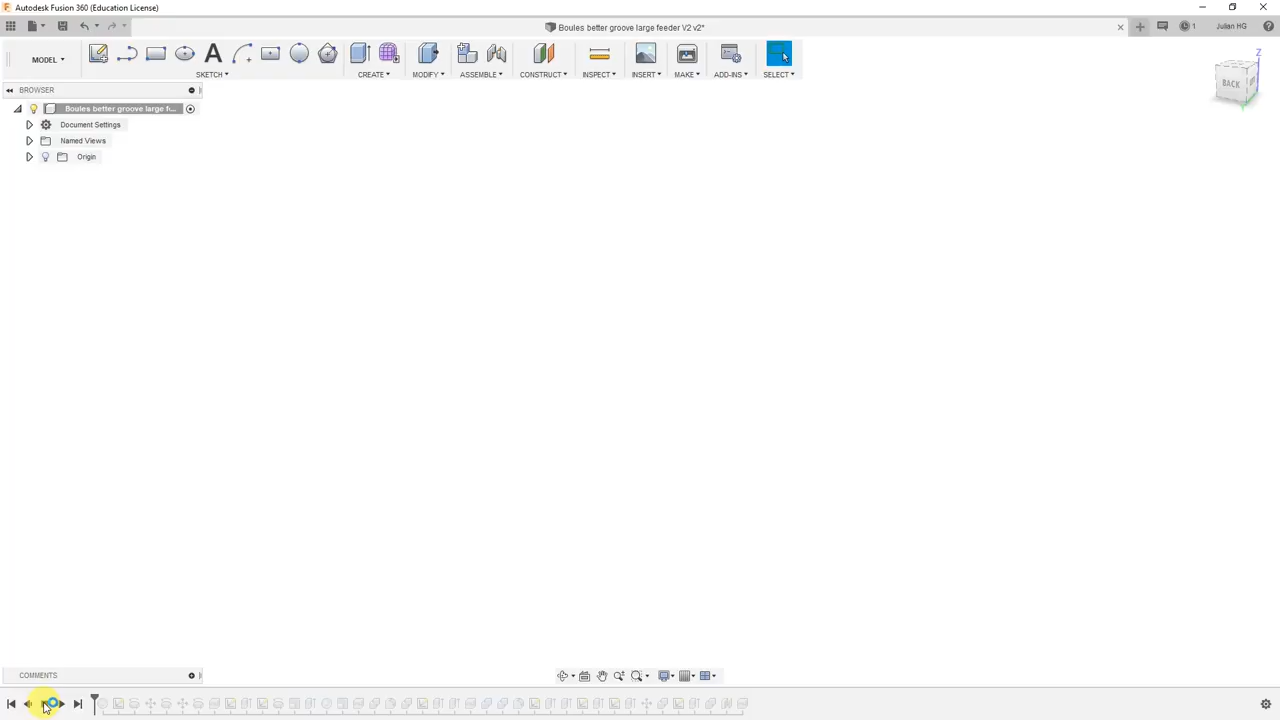 Autodesk Fusion 360 (Education License)
Boules better groove large feeder V2 v2*
1
Julian HG
MODEL
SKETCH
CREATE
MODIFY
ASSEMBLE
CONSTRUCT
INSPECT
INSERT
MAKE
ADD-INS
SELECT
Z
BACK
BROWSER
Boules better groove large f...
Document Settings
Named Views
Origin
COMMENTS